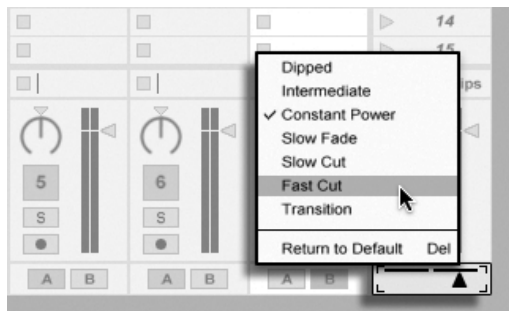 14
15
ips
Dipped
Intermediate
Constant Power
Slow Fade
Slow Cut
Fast Cut
Transition
Return to Default Del
5 6
S S
A B A B A B